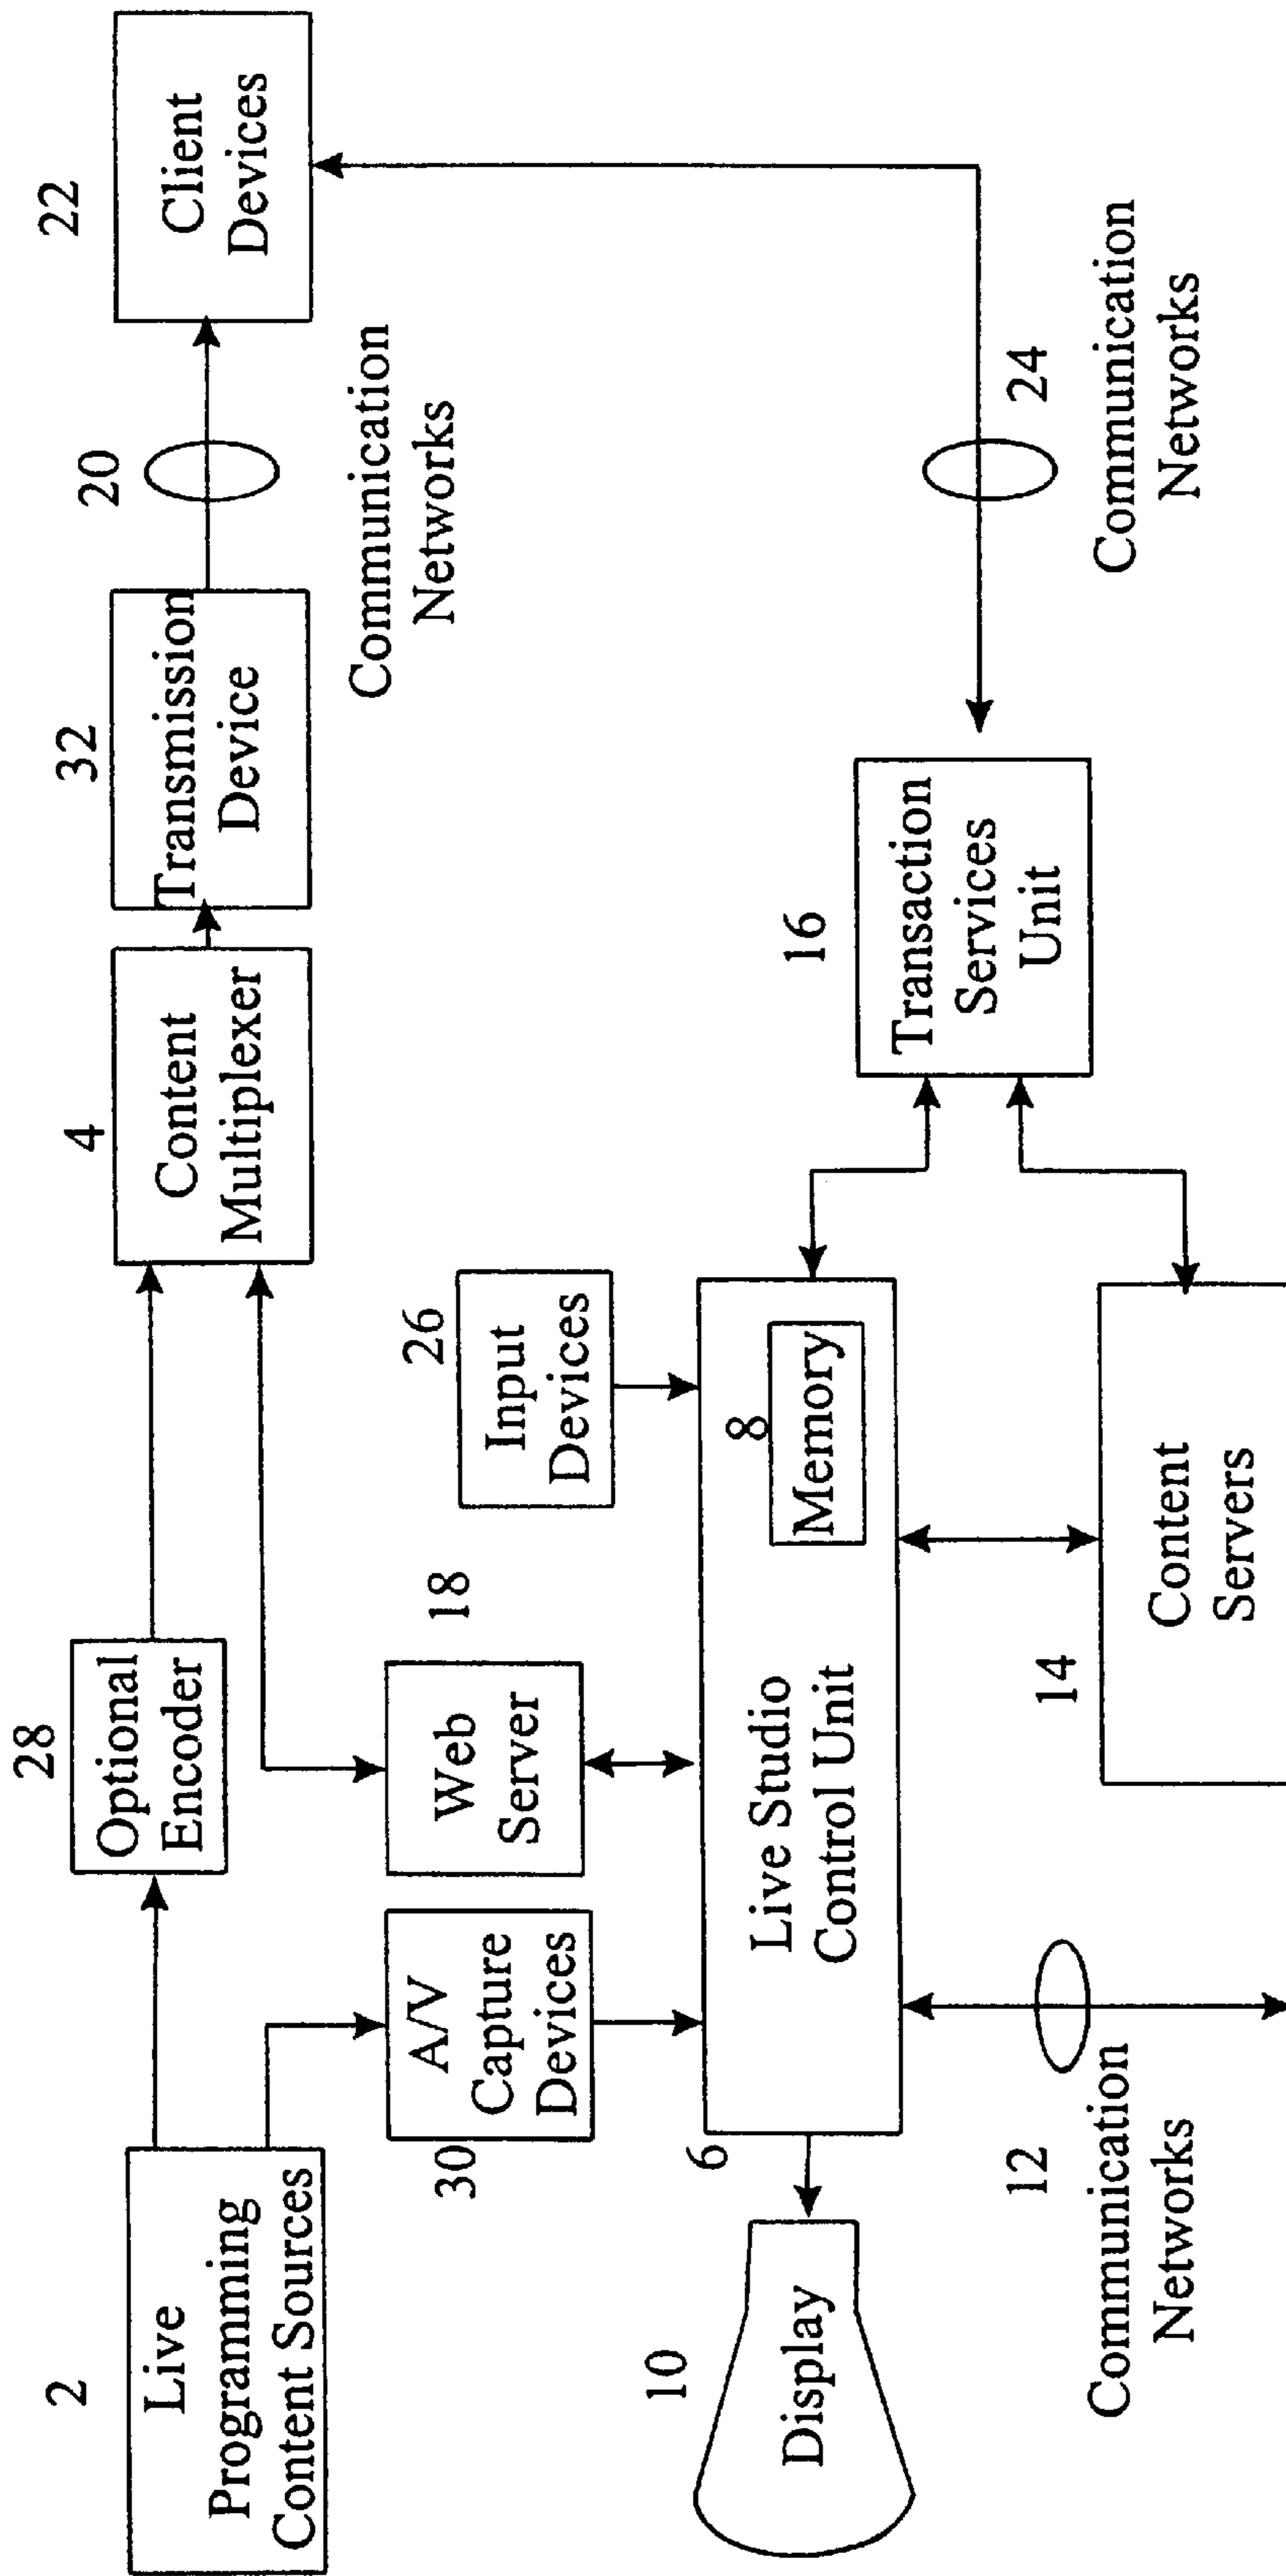 2
Live
Programming
Content Sources
28
Optional
Encoder
4
Content
Multiplexer
32
Transmission
Device
20
Communication
Networks
22
Client
Devices
30
A/V
Capture
Devices
18
Web
Server
26
Input
Devices
10
Display
6
Live Studio
Control Unit
8
Memory
16
Transaction
Services
Unit
24
Communication
Networks
12
Communication
Networks
14
Content
Servers